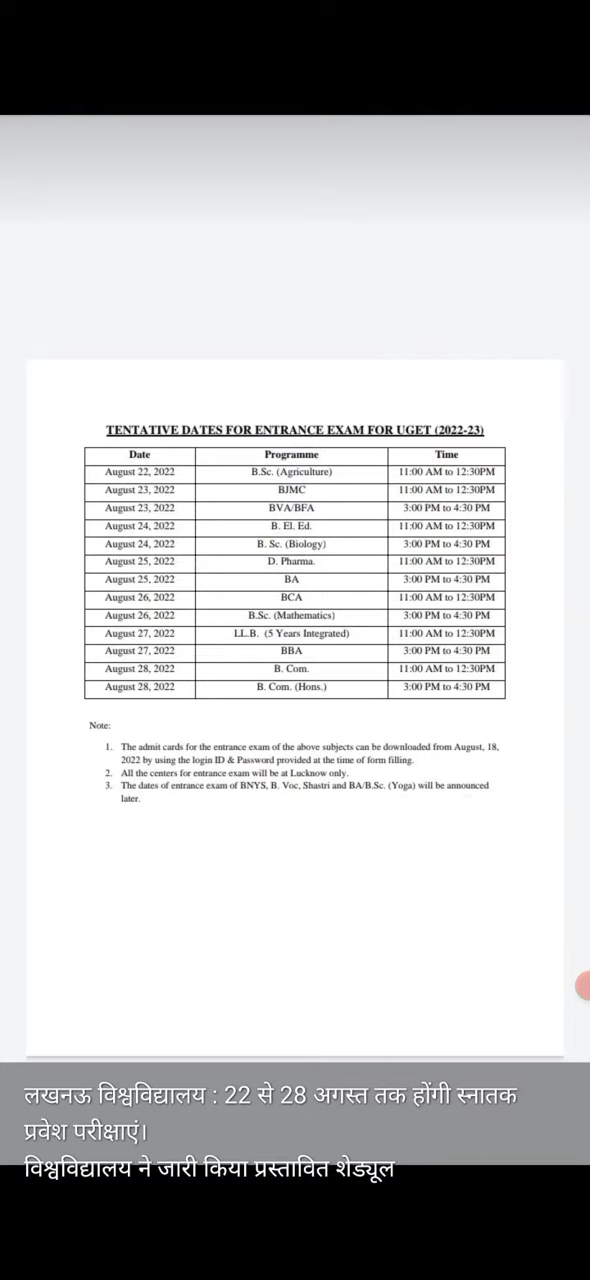 TENTATIVE DATES FOR ENTRANCE EXAM FOR UGET (2022-23)
Date Programme Time
August 22, 2022 B.Sc. (Agriculture) 11:00 AM to 12:30PM
August 23, 2022 BJMC 11:00 AM to 12:30PM
August 23, 2022 BVA/BFA 3:00 PM to 4:30 PM
August 24, 2022 B. El. Ed. 11:00 AM to 12:30PM
August 24, 2022 B. Sc. (Biology) 3:00 PM to 4:30 PM
August 25, 2022 D. Pharma. 11:00 AM to 12:30PM
August 25, 2022 BA 3:00 PM to 4:30 PM
August 26, 2022 BCA 11:00 AM to 12:30PM
August 26, 2022 B.Sc. (Mathematics) 3:00 PM to 4:30 PM
August 27, 2022 LL.B. (5 Years Integrated) 11:00 AM to 12:30PM
August 27, 2022 BBA 3:00 PM to 4:30 PM
August 28, 2022 B. Com. 11:00 AM to 12:30PM
August 28, 2022 B. Com. (Hons.) 3:00 PM to 4:30 PM
Note:
1. The admit cards for the entrance exam of the above subjects can be downloaded from August, 18,
2022 by using the login ID & Password provided at the time of form filling.
2. All the centers for entrance exam will be at Lucknow only.
3. The dates of entrance exam of BNYS, B. Voc, Shastri and BA/B.Sc. (Yoga) will be announced
later.
लखनऊ विश्वविद्यालय : 22 से 28 अगस्त तक होंगी स्नातक
प्रवेश परीक्षाएं।
विश्वविद्यालय ने जारी किया प्रस्तावित शेड्यूल